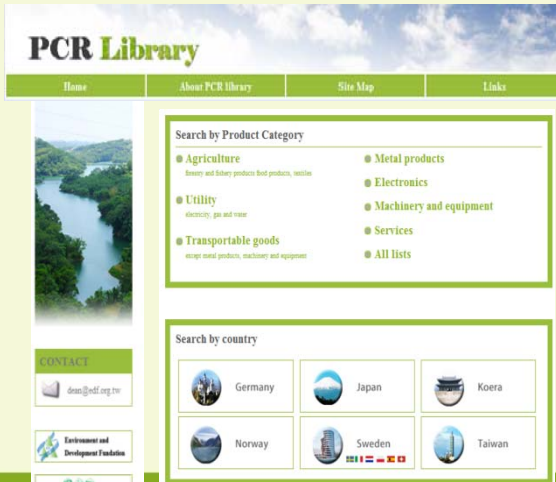 PCR Library
Home About PCR library Site Map Links
Search by Product Category
Agriculture
forestry and fishery products food products, textiles
Utility
electricity, gas and water
Transportable goods
except metal products, machinery and equipment
Metal products
Electronics
Machinery and equipment
Services
All lists
Search by country
Germany Japan Koera
Norway Sweden Taiwan
CONTACT
dean@edf.org.tw
Environment and
Development Fundation